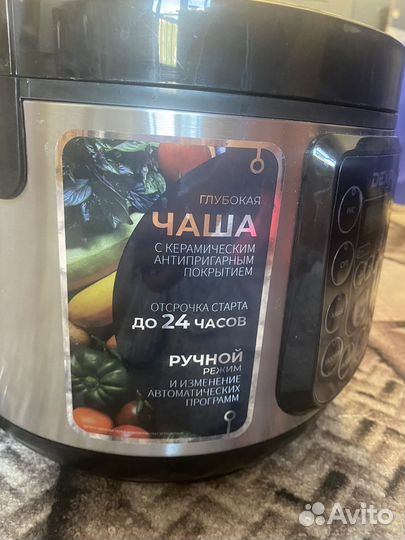 ГЛУБОКАЯ
ЧАША
С КЕРАМИЧЕСКИМ
АНТИПРИГАРНЫМ
ПОКРЫТИЕМ
ОТСРОЧКА СТАРТА
ДО 24 ЧАСОВ
РУЧНОЙ
РЕЖИМ
И ИЗМЕНЕНИЕ
АВТОМАТИЧЕСКИХ
ПРОГРАММ
Avito